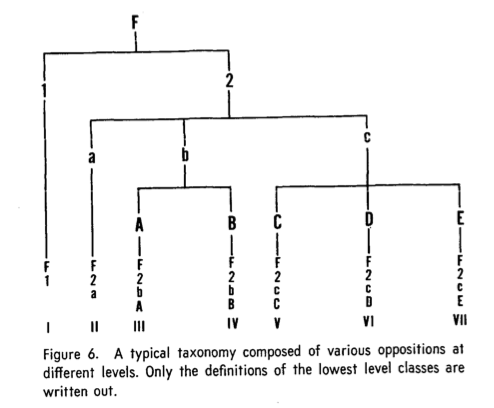 F
1 2
a b c
A B C D E
F F F F F F F
1 2 2 2 2 2 2
a b b c c c
A B C D E
I II III IV V VI VII
Figure 6. A typical taxonomy composed of various oppositions at
different levels. Only the definitions of the lowest level classes are
written out.